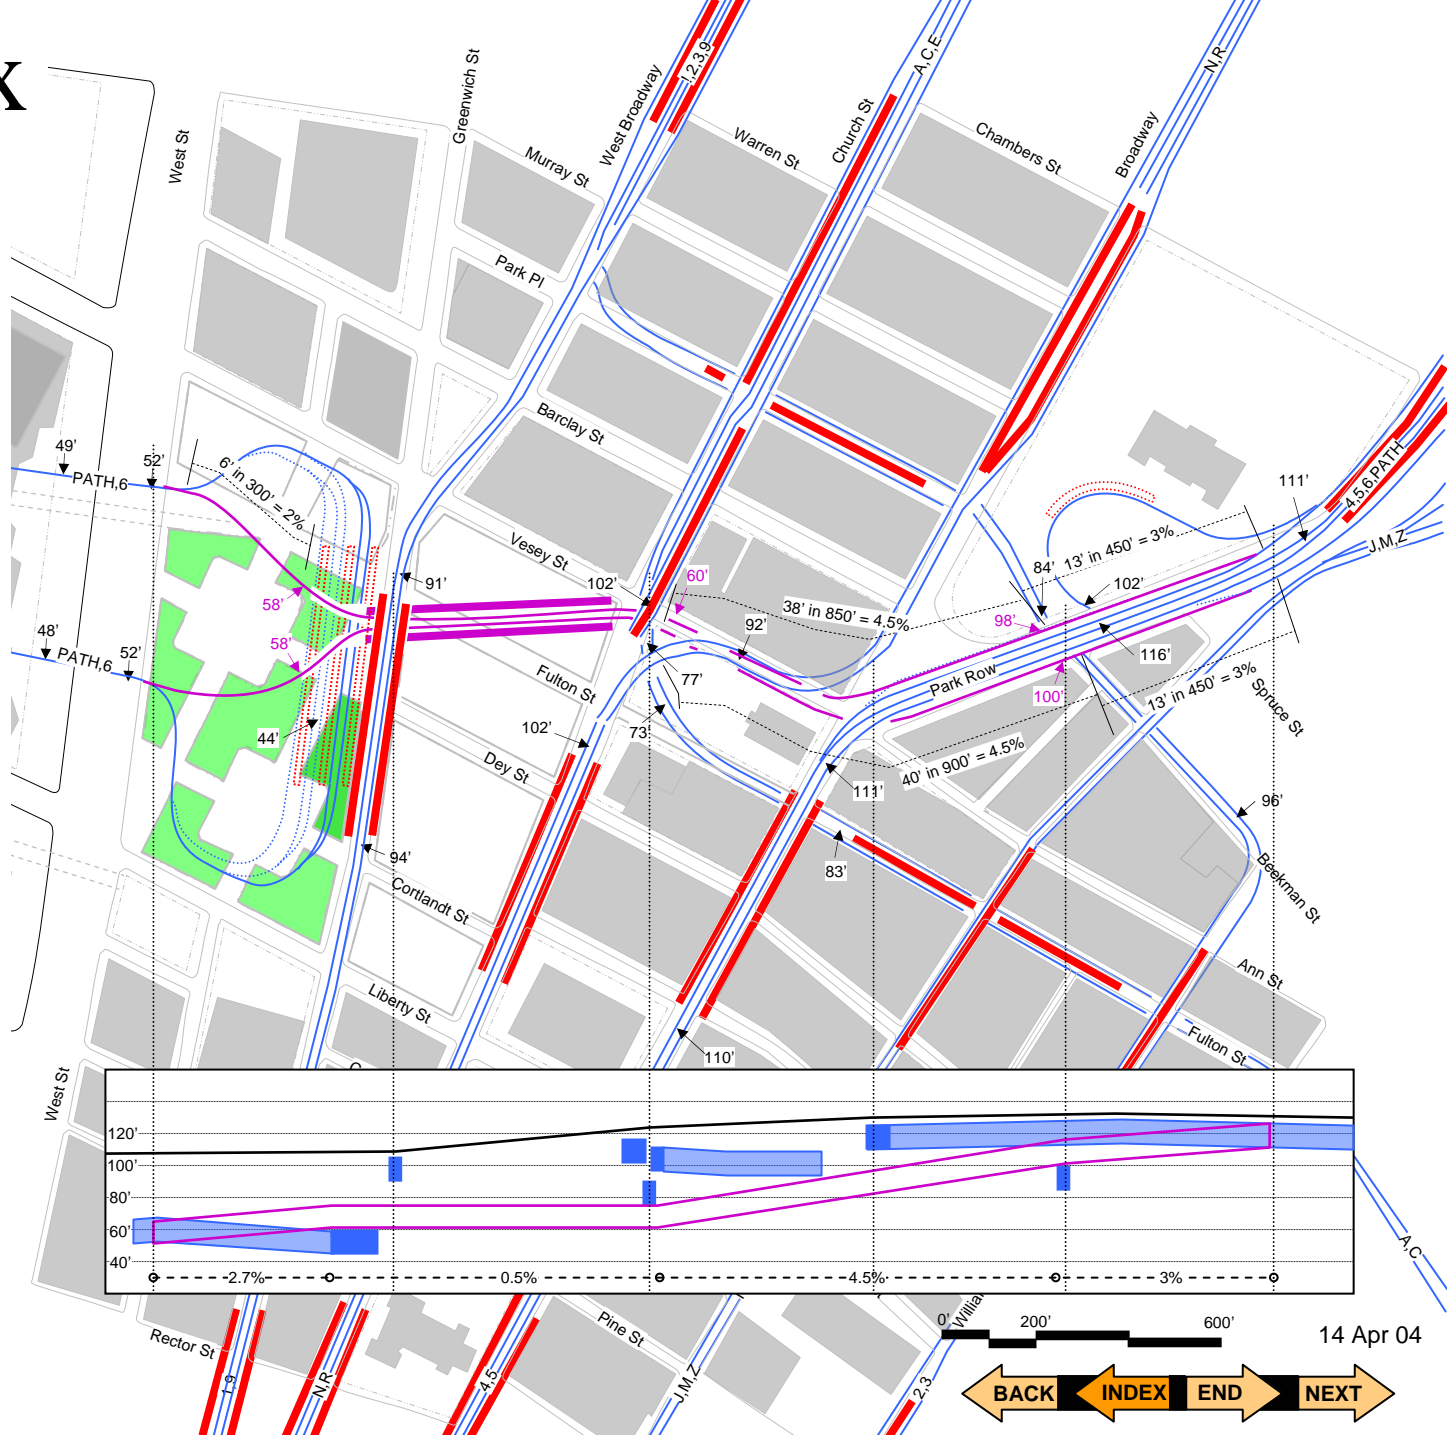 X
West St
Greenwich St
Murray St
West Broadway
1,2,3,9
Warren St
Church St
A,C,E
Chambers St
Broadway
N,R
Park Pl
Barclay St
Vesey St
49'
52'
PATH,6
6' in 300' = 2%
48'
PATH,6
52'
58'
58'
44'
91'
94'
102'
60'
38' in 850' = 4.5%
92'
77'
73
Fulton St
102'
Dey St
Cortlandt St
Liberty St
84'
13' in 450' = 3%
102'
98'
116'
100'
Park Row
13' in 450' = 3%
40' in 900' = 4.5%
111'
4,5,6,PATH
J,M,Z
Spruce St
96'
Beekman St
111'
83'
110'
Ann St
Fulton St
West St
C
120'
100'
80'
60'
40'
2.7%
0.5%
4.5%
3%
A,C
Rector St
1,9
N,R
4,5
Pine St
J,M,Z
2,3
Willia
0'
200'
600'
14 Apr 04
BACK
INDEX
END
NEXT